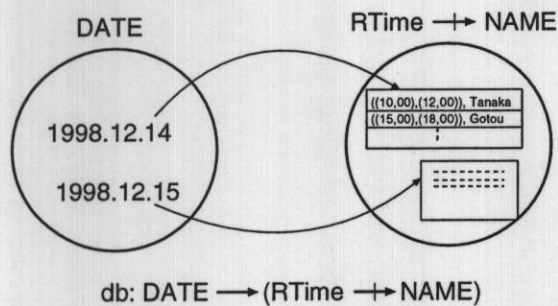 DATE
RTime ⇸ NAME
1998.12.14
1998.12.15
((10,00),(12,00)), Tanaka
((15,00),(18,00)), Gotou
db: DATE → (RTime ⇸ NAME)